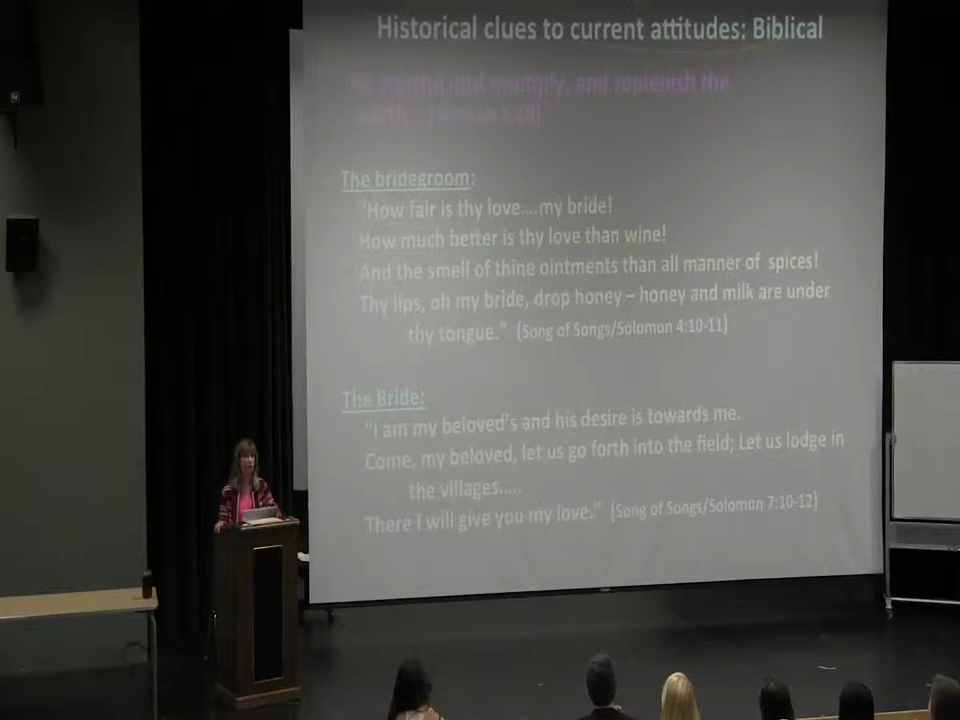 Historical clues to current attitudes: Biblical
and multiply, and replenish the
The bridegroom:
"How fair is thy love....my bride!
How much better is thy love than wine!
And the smell of thine ointments than all manner of spices!
Thy lips, oh my bride, drop honey – honey and milk are under
thy tongue." (Song of Songs/Solomon 4:10-11)
The Bride:
"I am my beloved's and his desire is towards me.
Come, my beloved, let us go forth into the field; Let us lodge in
the villages.....
There I will give you my love." (Song of Songs/Solomon 7:10-12)